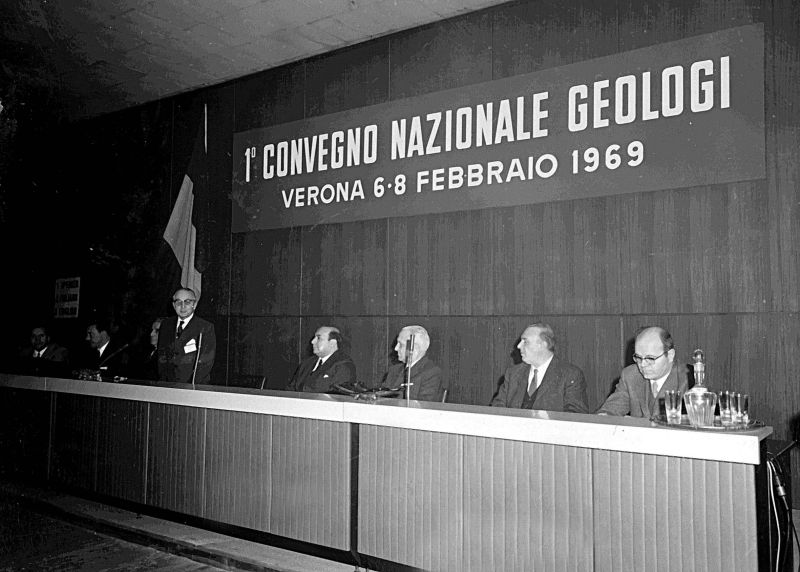 1° CONVEGNO NAZIONALE GEOLOGI
VERONA 6·8 FEBBRAIO 1969